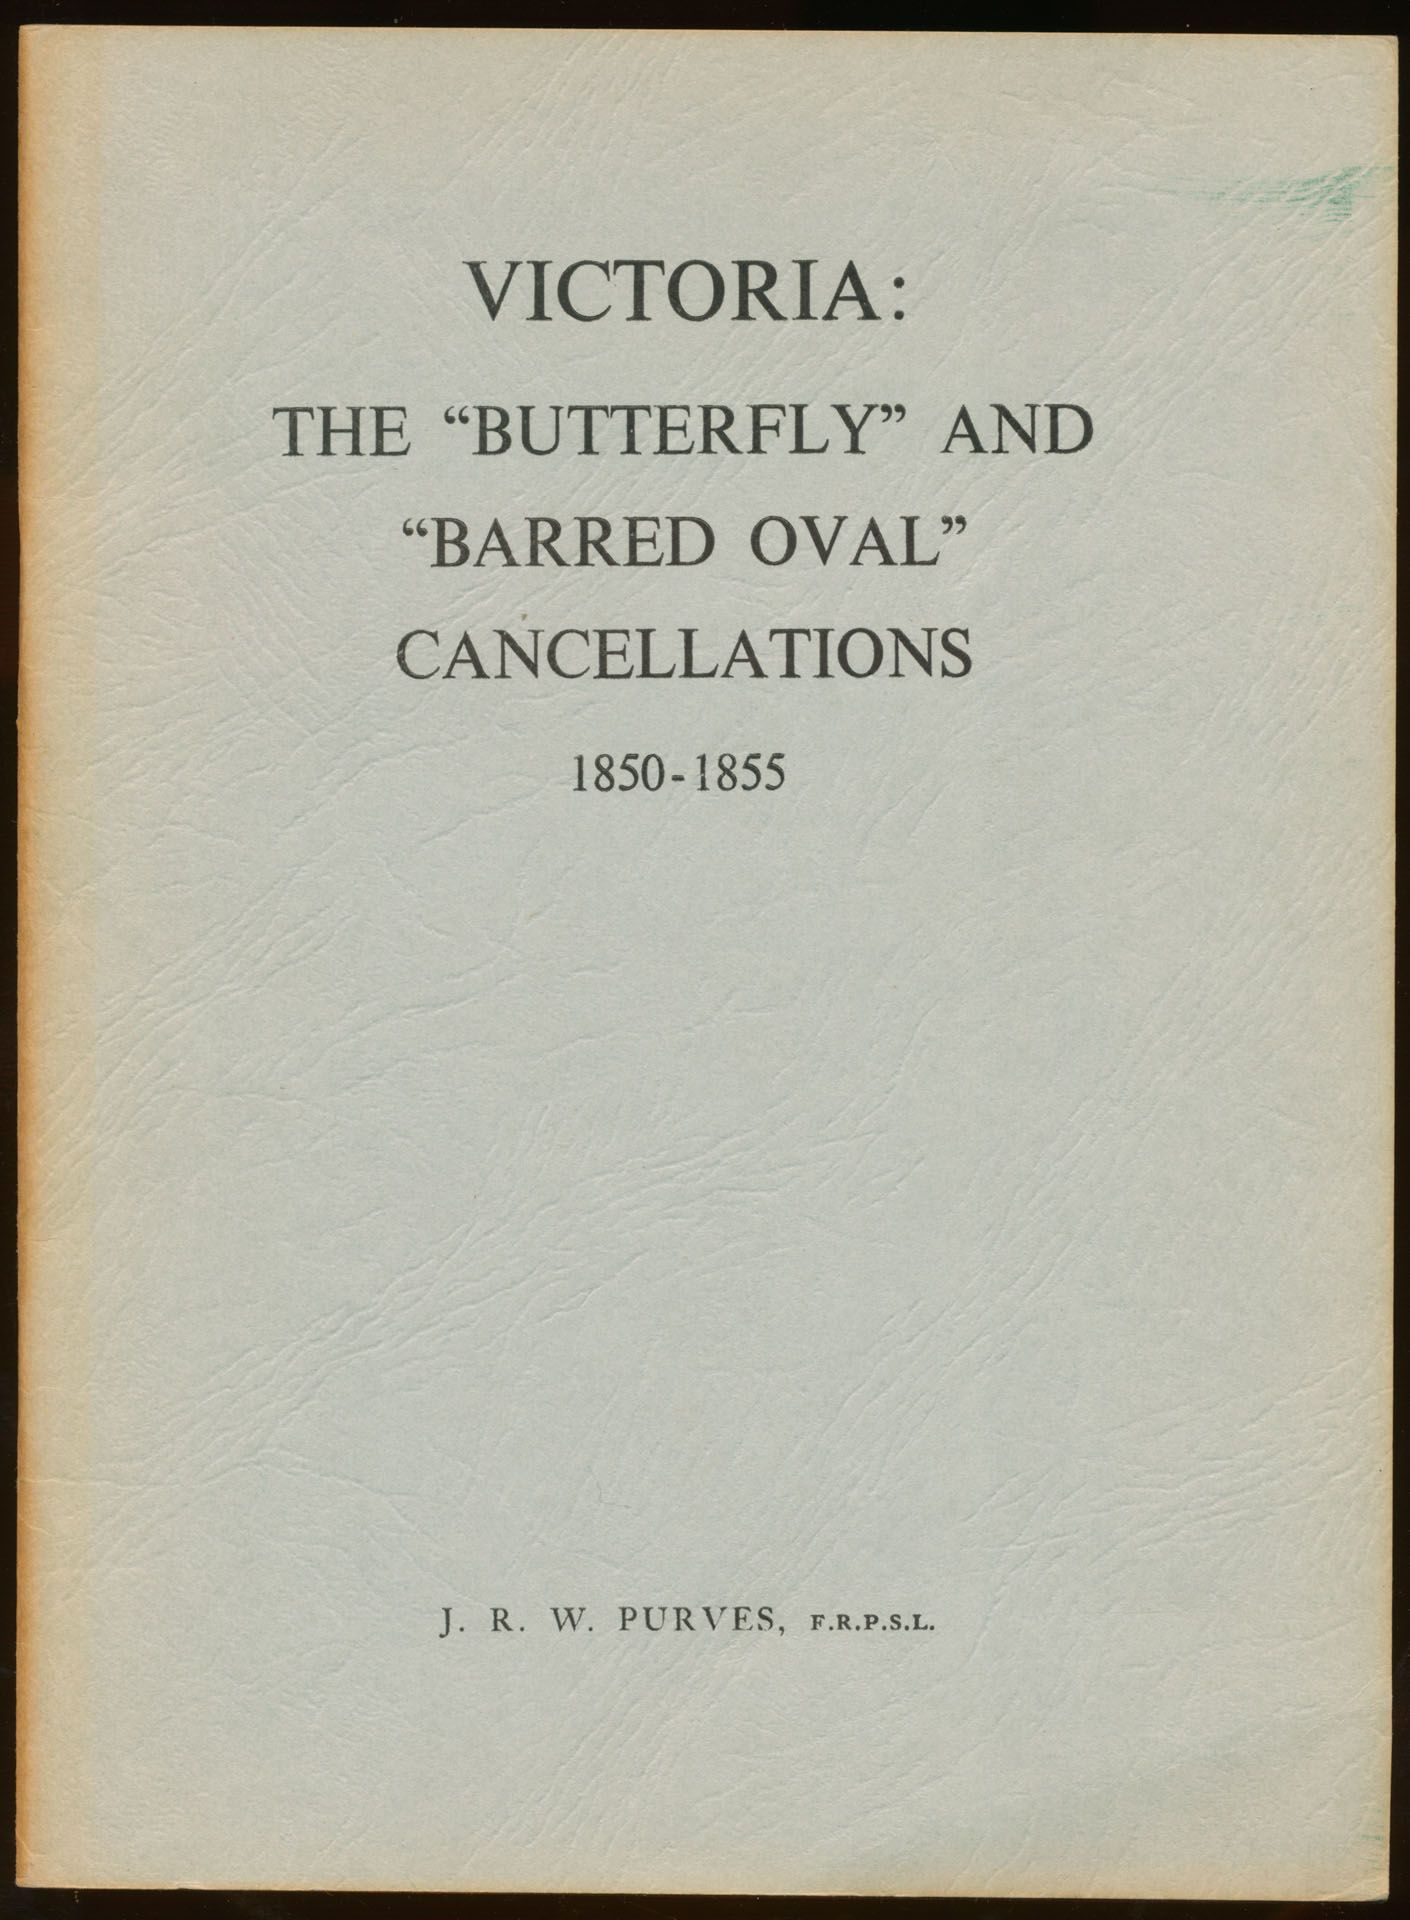 VICTORIA:
THE “BUTTERFLY” AND
“BARRED OVAL”
CANCELLATIONS
1850-1855
J. R. W. PURVES, F.R.P.S.L.